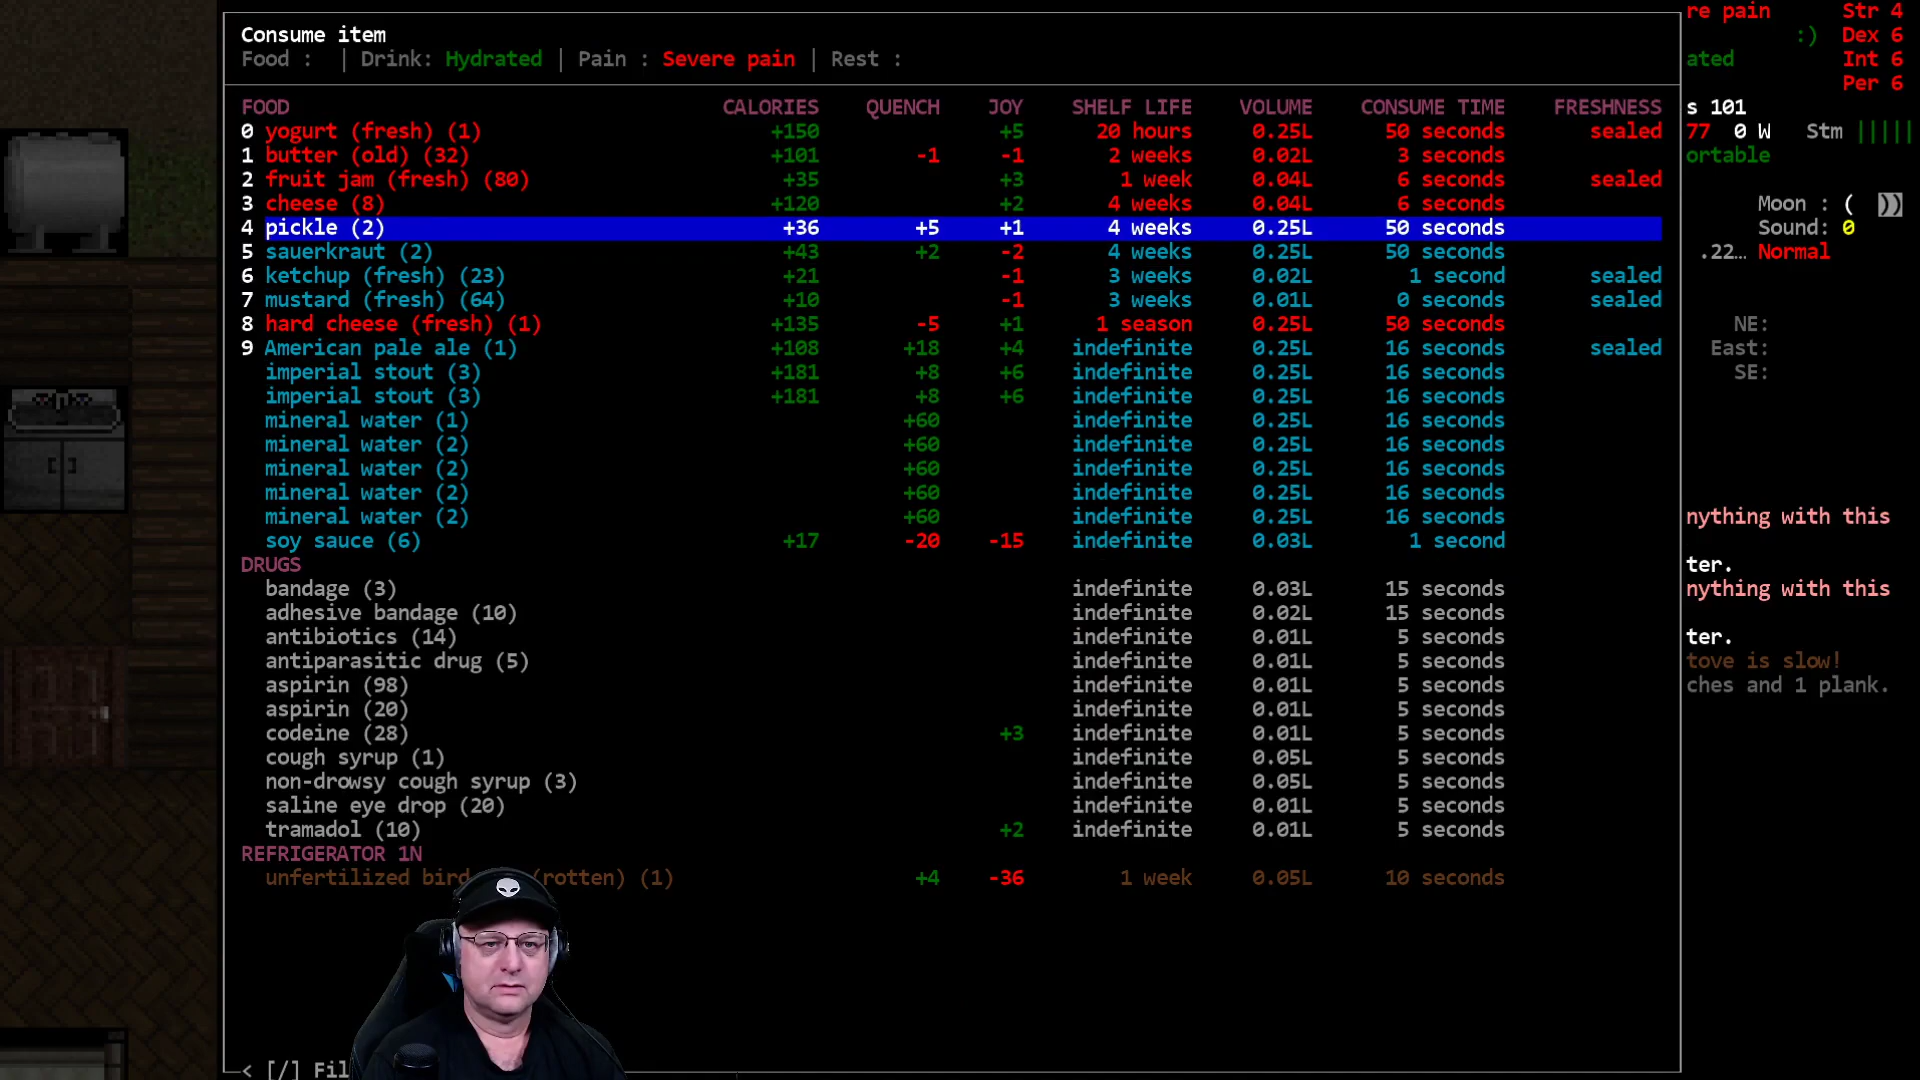 Consume item
Food : | Drink: Hydrated | Pain : Severe pain | Rest :
FOOD CALORIES QUENCH JOY SHELF LIFE VOLUME CONSUME TIME FRESHNESS
0 yogurt (fresh) (1) +150 +5 20 hours 0.25L 50 seconds sealed
1 butter (old) (32) +101 -1 -1 2 weeks 0.02L 3 seconds
2 fruit jam (fresh) (80) +35 +3 1 week 0.04L 6 seconds sealed
3 cheese (8) +120 +2 4 weeks 0.04L 6 seconds
4 pickle (2) +36 +5 +1 4 weeks 0.25L 50 seconds
5 sauerkraut (2) +43 +2 -2 4 weeks 0.25L 50 seconds
6 ketchup (fresh) (23) +21 -1 3 weeks 0.02L 1 second sealed
7 mustard (fresh) (64) +10 -1 3 weeks 0.01L 0 seconds sealed
8 hard cheese (fresh) (1) +135 -5 +1 1 season 0.25L 50 seconds
9 American pale ale (1) +108 +18 +4 indefinite 0.25L 16 seconds sealed
imperial stout (3) +181 +8 +6 indefinite 0.25L 16 seconds
imperial stout (3) +181 +8 +6 indefinite 0.25L 16 seconds
mineral water (1) +60 indefinite 0.25L 16 seconds
mineral water (2) +60 indefinite 0.25L 16 seconds
mineral water (2) +60 indefinite 0.25L 16 seconds
mineral water (2) +60 indefinite 0.25L 16 seconds
mineral water (2) +60 indefinite 0.25L 16 seconds
soy sauce (6) +17 -20 -15 indefinite 0.03L 1 second
DRUGS
bandage (3) indefinite 0.03L 15 seconds
adhesive bandage (10) indefinite 0.02L 15 seconds
antibiotics (14) indefinite 0.01L 5 seconds
antiparasitic drug (5) indefinite 0.01L 5 seconds
aspirin (98) indefinite 0.01L 5 seconds
aspirin (20) indefinite 0.01L 5 seconds
codeine (28) +3 indefinite 0.01L 5 seconds
cough syrup (1) indefinite 0.05L 5 seconds
non-drowsy cough syrup (3) indefinite 0.05L 5 seconds
saline eye drop (20) indefinite 0.01L 5 seconds
tramadol (10) +2 indefinite 0.01L 5 seconds
REFRIGERATOR 1N
unfertilized bird (rotten) (1) +4 -36 1 week 0.05L 10 seconds
< [/] Fil
re pain Str 4
:) Dex 6
ated Int 6
Per 6
s 101
77 0 W Stm |||||
ortable
Moon : ( ))
Sound: 0
.22… Normal
NE:
East:
SE:
nything with this
ter.
nything with this
ter.
tove is slow!
ches and 1 plank.